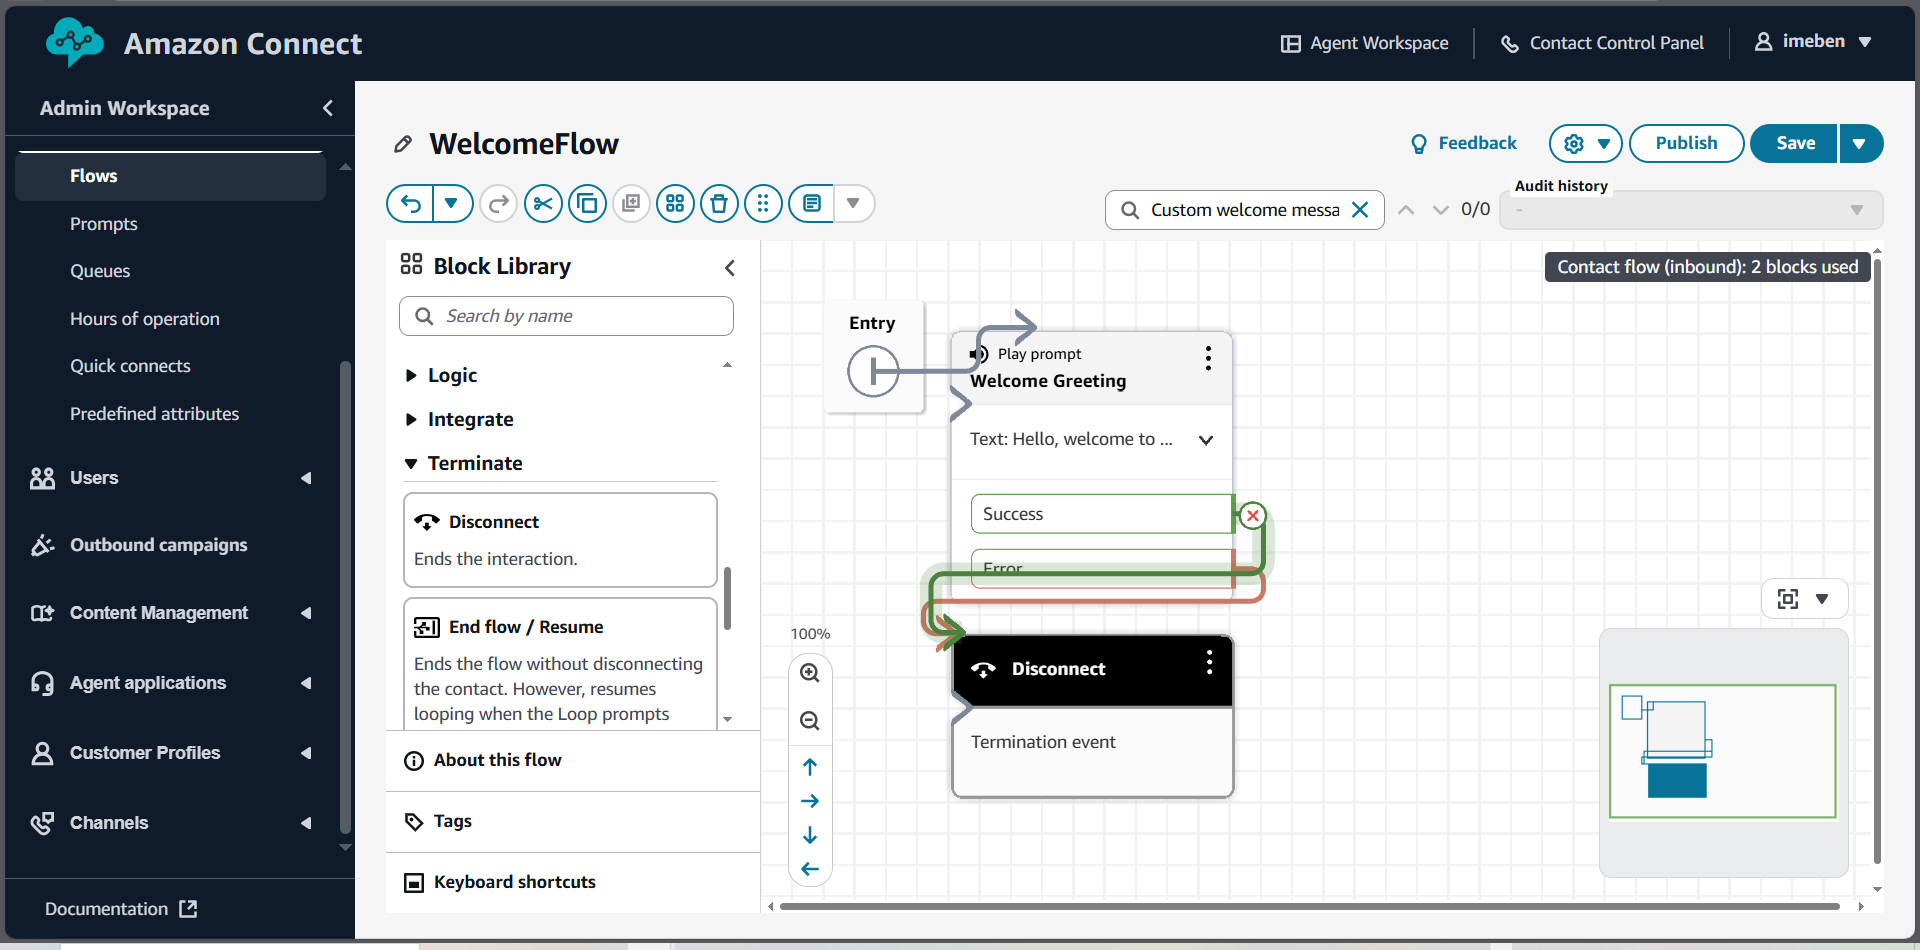 Amazon Connect
Agent Workspace
Contact Control Panel
imeben
Admin Workspace
Flows
Prompts
Queues
Hours of operation
Quick connects
Predefined attributes
Users
Outbound campaigns
Content Management
Agent applications
Customer Profiles
Channels
Documentation
WelcomeFlow
Feedback
Publish
Save
Custom welcome messa
0/0
Audit history
-
Block Library
Search by name
Logic
Integrate
Terminate
Disconnect
Ends the interaction.
End flow / Resume
Ends the flow without disconnecting
the contact. However, resumes
looping when the Loop prompts
About this flow
Tags
Keyboard shortcuts
Contact flow (inbound): 2 blocks used
Entry
Play prompt
Welcome Greeting
Text: Hello, welcome to ...
Success
Error
100%
Disconnect
Termination event